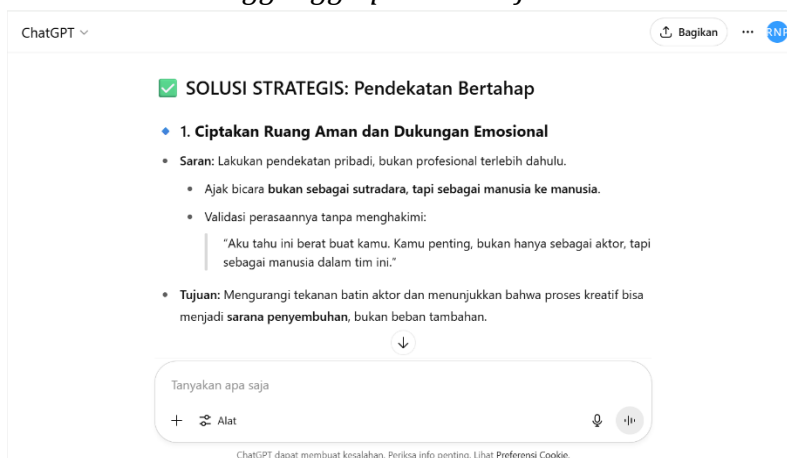 ChatGPT
Bagikan
RNF
✅ SOLUSI STRATEGIS: Pendekatan Bertahap
1. Ciptakan Ruang Aman dan Dukungan Emosional
• Saran: Lakukan pendekatan pribadi, bukan profesional terlebih dahulu.
• Ajak bicara bukan sebagai sutradara, tapi sebagai manusia ke manusia.
• Validasi perasaannya tanpa menghakimi:
“Aku tahu ini berat buat kamu. Kamu penting, bukan hanya sebagai aktor, tapi
sebagai manusia dalam tim ini.”
• Tujuan: Mengurangi tekanan batin aktor dan menunjukkan bahwa proses kreatif bisa
menjadi sarana penyembuhan, bukan beban tambahan.
Tanyakan apa saja
Alat
ChatGPT dapat membuat kesalahan. Periksa info penting. Lihat Preferensi Cookie.